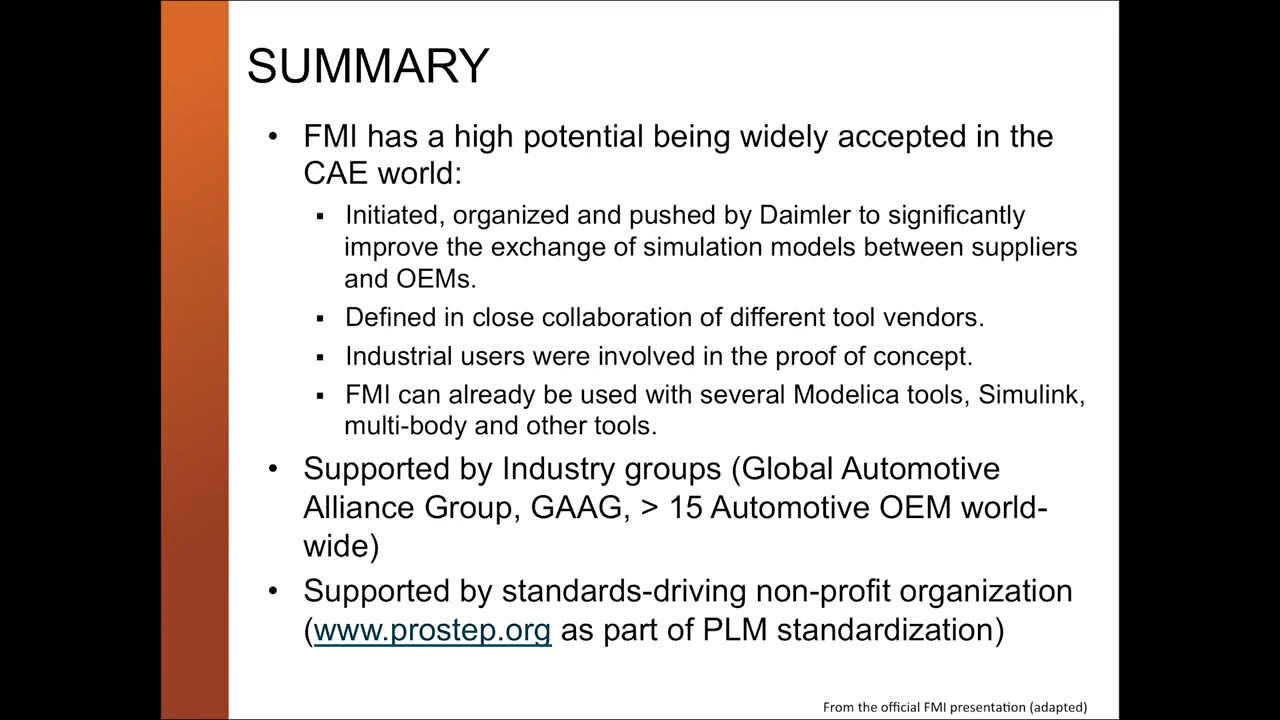 SUMMARY
• FMI has a high potential being widely accepted in the
CAE world:
▪ Initiated, organized and pushed by Daimler to significantly
improve the exchange of simulation models between suppliers
and OEMs.
▪ Defined in close collaboration of different tool vendors.
▪ Industrial users were involved in the proof of concept.
▪ FMI can already be used with several Modelica tools, Simulink,
multi-body and other tools.
• Supported by Industry groups (Global Automotive
Alliance Group, GAAG, > 15 Automotive OEM world-
wide)
• Supported by standards-driving non-profit organization
(www.prostep.org as part of PLM standardization)
From the official FMI presentation (adapted)